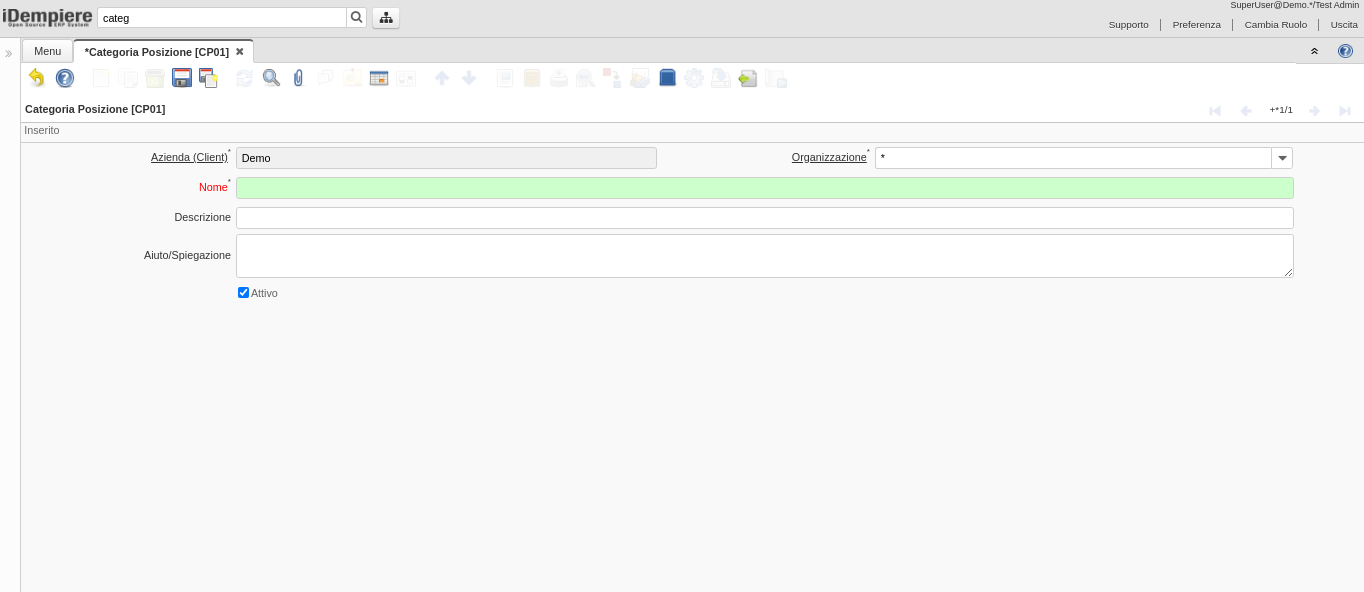 SuperUser@Demo.*/Test Admin
iDempiere
Open Source ERP System
categ
Supporto
Preferenza
Cambia Ruolo
Uscita
Menu
*Categoria Posizione [CP01]
Categoria Posizione [CP01]
+*1/1
Inserito
Azienda (Client)*
Demo
Organizzazione*
*
Nome*
Descrizione
Aiuto/Spiegazione
Attivo